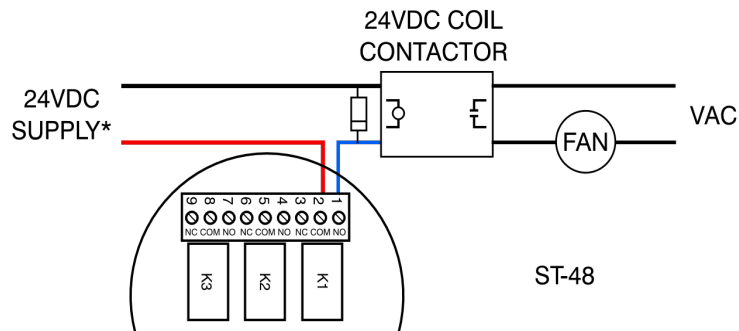 24VDC COIL
CONTACTOR
24VDC
SUPPLY*
VAC
FAN
9 8 7 6 5 4 3 2 1
NC COM NO NC COM NO NC COM NO
K3 K2 K1
ST-48